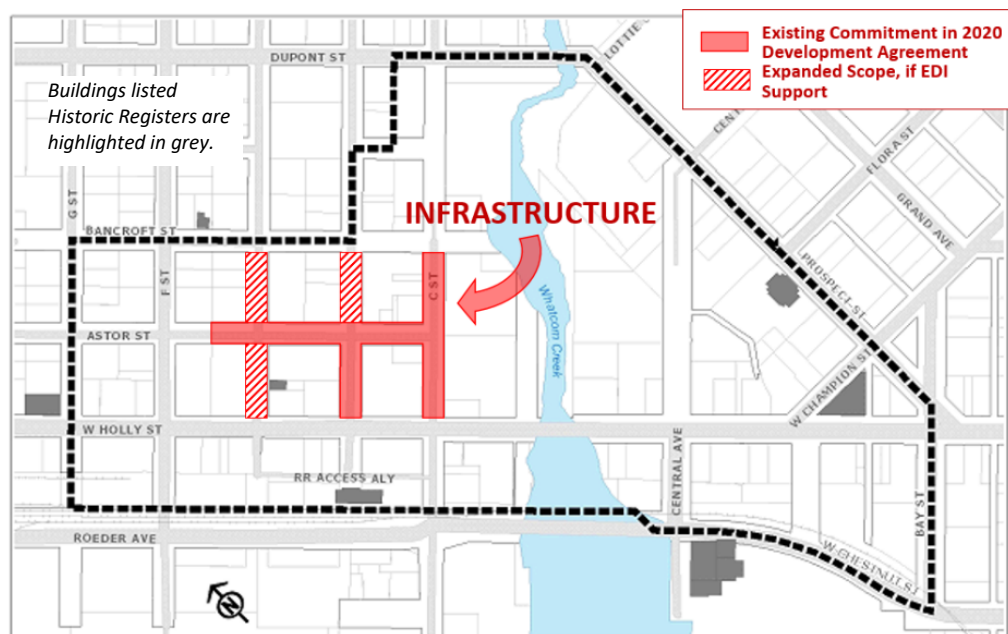 Existing Commitment in 2020
Development Agreement
Expanded Scope, if EDI
Support
DUPONT ST
Buildings listed
Historic Registers are
highlighted in grey.
G ST
BANCROFT ST
F ST
INFRASTRUCTURE
C ST
FLORA ST
GRAND AVE
PROSPECT ST
Whatcom Creek
ASTOR ST
W CHAMPION ST
W HOLLY ST
CENTRAL AVE
RR ACCESS ALY
BAY ST
ROEDER AVE
W CHESTNUT ST
N